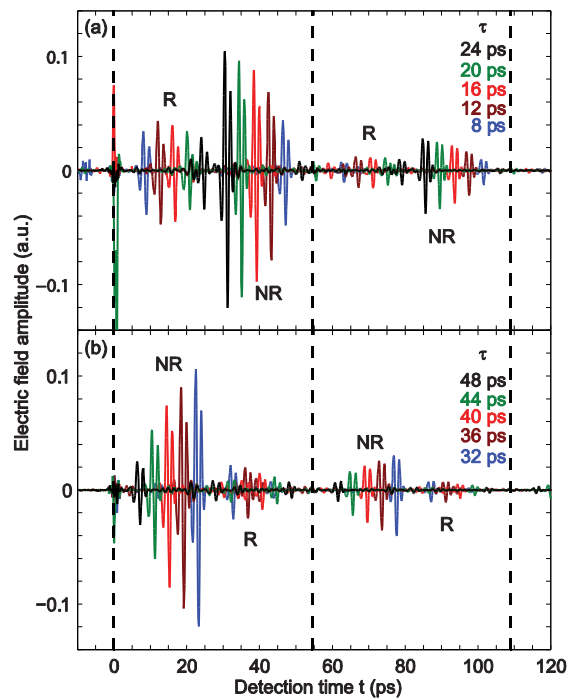 (a)
τ
24 ps
20 ps
16 ps
12 ps
8 ps
0.1
R
R
0
NR
NR
−0.1
Electric field amplitude (a.u.)
(b)
τ
48 ps
44 ps
40 ps
36 ps
32 ps
NR
0.1
NR
0
R
R
−0.1
0 20 40 60 80 100 120
Detection time t (ps)